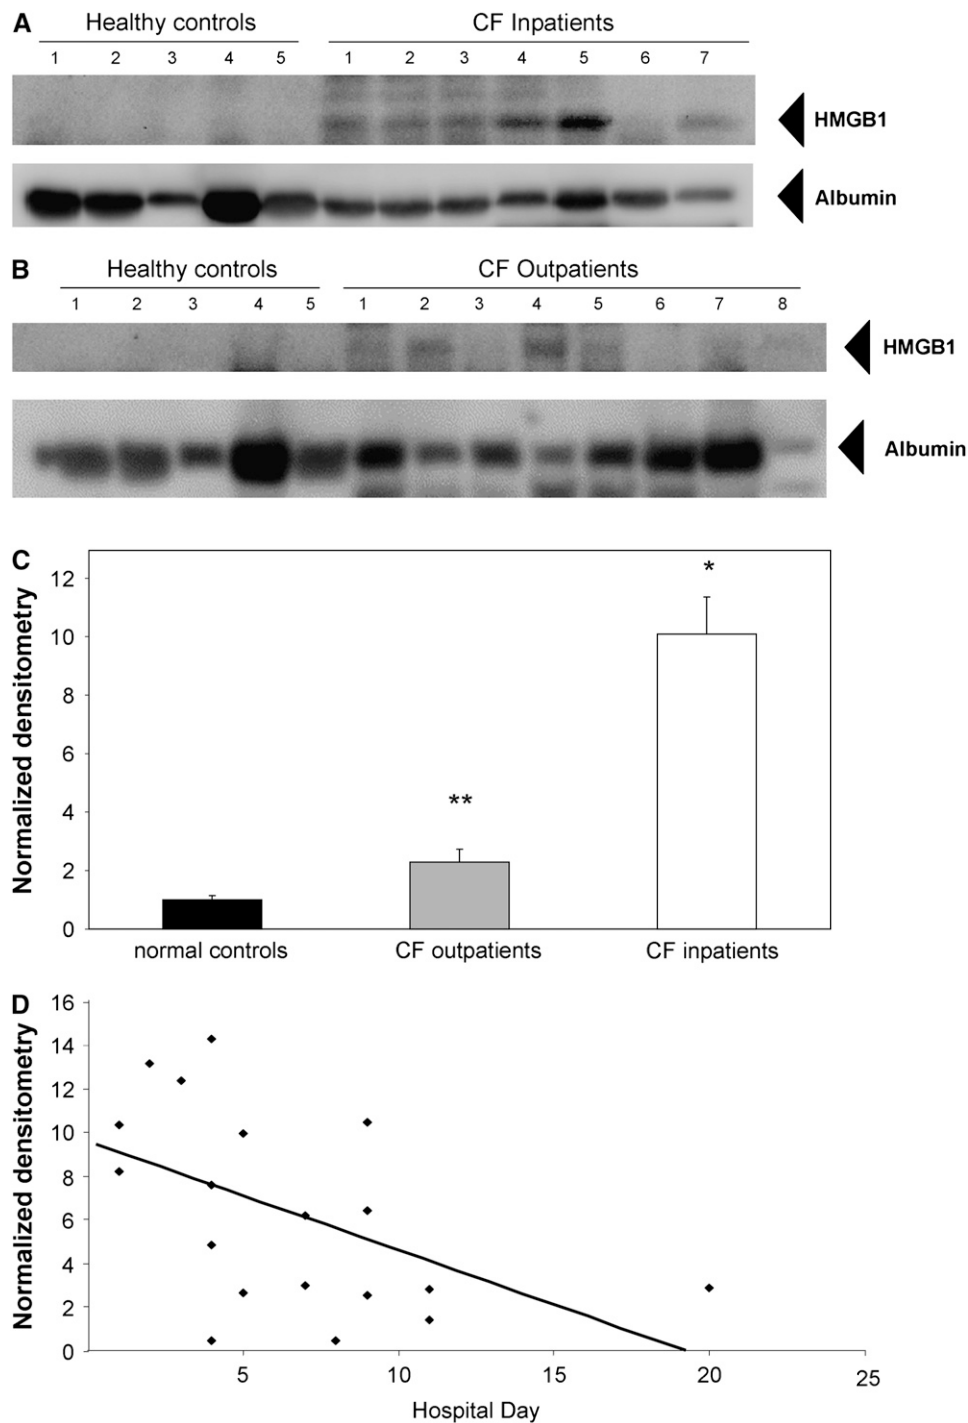 A
Healthy controls CF Inpatients
1 2 3 4 5 1 2 3 4 5 6 7
HMGB1
Albumin
B
Healthy controls CF Outpatients
1 2 3 4 5 1 2 3 4 5 6 7 8
HMGB1
Albumin
C
Normalized densitometry
12
10
8
6
4
2
0
*
**
normal controls CF outpatients CF inpatients
D
Normalized densitometry
16
14
12
10
8
6
4
2
0
5 10 15 20 25
Hospital Day